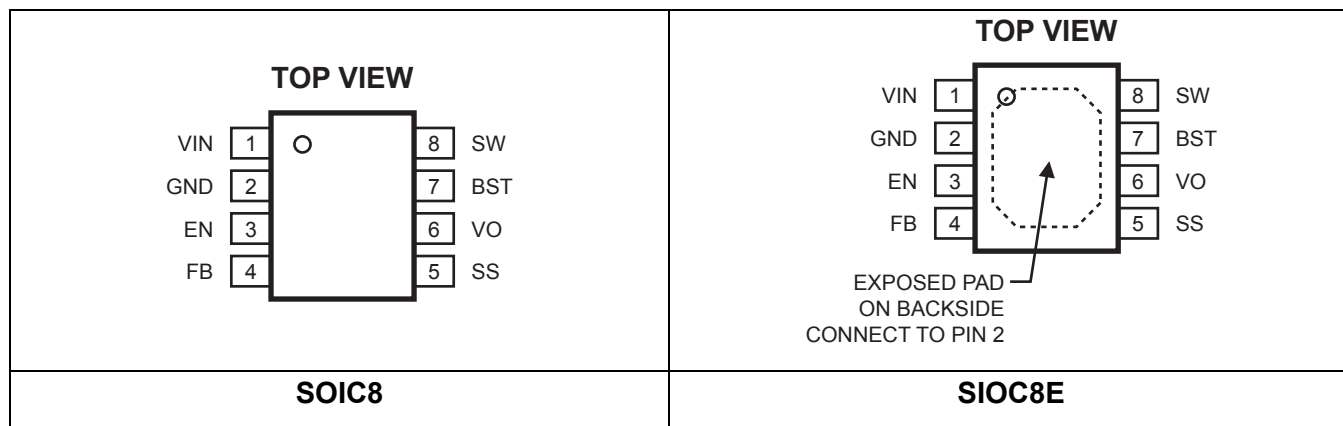 TOP VIEW
VIN 1 8 SW
GND 2 7 BST
EN 3 6 VO
FB 4 5 SS
SOIC8
TOP VIEW
VIN 1 8 SW
GND 2 7 BST
EN 3 6 VO
FB 4 5 SS
EXPOSED PAD
ON BACKSIDE
CONNECT TO PIN 2
SIOC8E